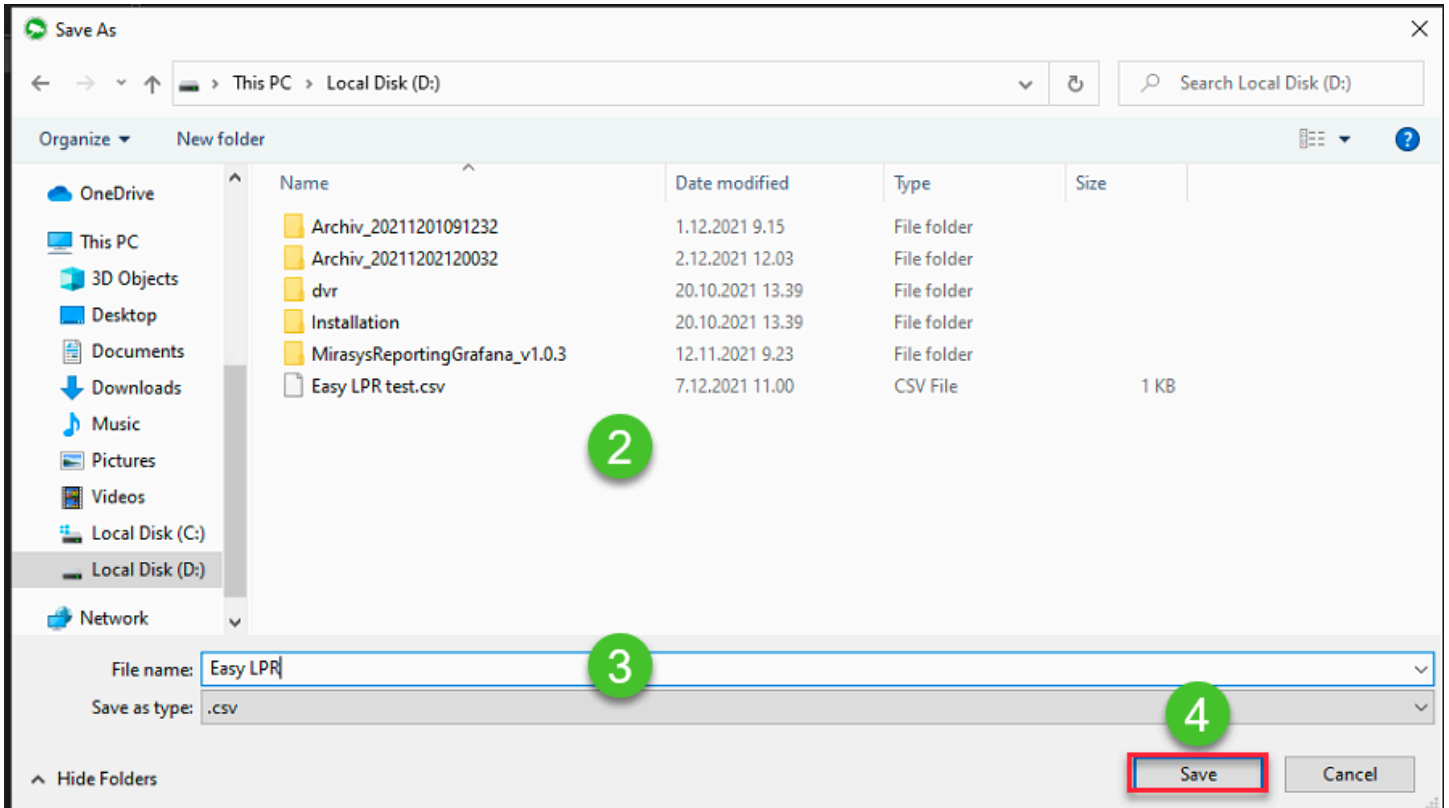 Save As
This PC > Local Disk (D:)
Search Local Disk (D:)
Organize
New folder
?
Name
Date modified
Type
Size
OneDrive
This PC
3D Objects
Desktop
Documents
Downloads
Music
Pictures
Videos
Local Disk (C:)
Local Disk (D:)
Network
Archiv_20211201091232 1.12.2021 9.15 File folder
Archiv_20211202120032 2.12.2021 12.03 File folder
dvr 20.10.2021 13.39 File folder
Installation 20.10.2021 13.39 File folder
MirasysReportingGrafana_v1.0.3 12.11.2021 9.23 File folder
Easy LPR test.csv 7.12.2021 11.00 CSV File 1 KB
2
File name: Easy LPR
3
Save as type: .csv
4
Hide Folders
Save
Cancel